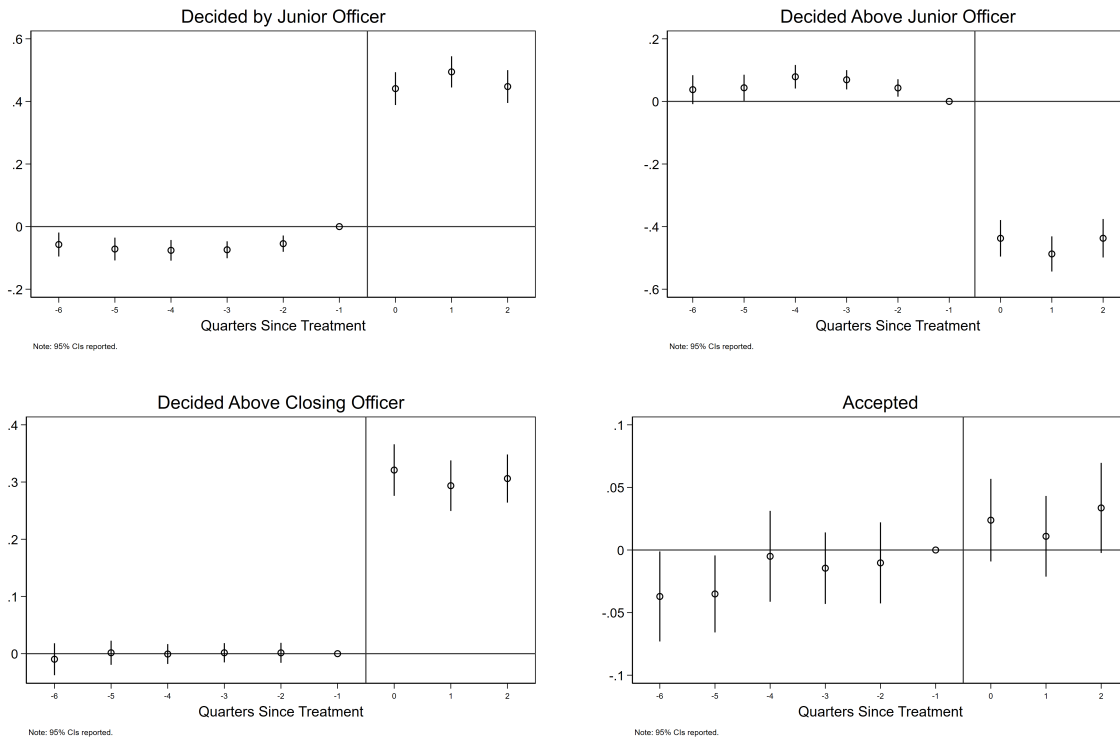 Decided by Junior Officer
.6
.4
.2
0
-.2
-6 -5 -4 -3 -2 -1 0 1 2
Quarters Since Treatment
Note: 95% CIs reported.
Decided Above Junior Officer
.2
0
-.2
-.4
-.6
-6 -5 -4 -3 -2 -1 0 1 2
Quarters Since Treatment
Note: 95% CIs reported.
Decided Above Closing Officer
.4
.3
.2
.1
0
-6 -5 -4 -3 -2 -1 0 1 2
Quarters Since Treatment
Note: 95% CIs reported.
Accepted
.1
.05
0
-.05
-.1
-6 -5 -4 -3 -2 -1 0 1 2
Quarters Since Treatment
Note: 95% CIs reported.